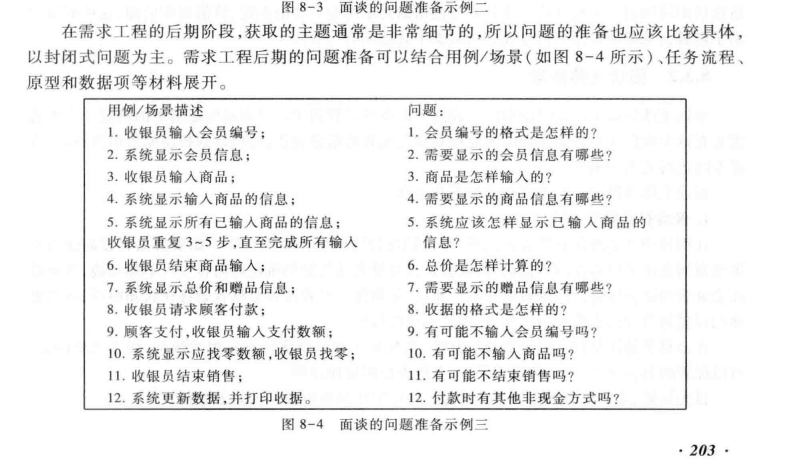 图 8-3 面谈的问题准备示例二
在需求工程的后期阶段,获取的主题通常是非常细节的,所以问题的准备也应该比较具体,
以封闭式问题为主。需求工程后期的问题准备可以结合用例/场景(如图 8-4 所示)、任务流程、
原型和数据项等材料展开。
用例/场景描述
1. 收银员输入会员编号;
2. 系统显示会员信息;
3. 收银员输入商品;
4. 系统显示输入商品的信息;
5. 系统显示所有已输入商品的信息;
收银员重复 3~5 步,直至完成所有输入
6. 收银员结束商品输入;
7. 系统显示总价和赠品信息;
8. 收银员请求顾客付款;
9. 顾客支付,收银员输入支付数额;
10. 系统显示应找零数额,收银员找零;
11. 收银员结束销售;
12. 系统更新数据,并打印收据。
问题:
1. 会员编号的格式是怎样的?
2. 需要显示的会员信息有哪些?
3. 商品是怎样输入的?
4. 需要显示的商品信息有哪些?
5. 系统应该怎样显示已输入商品的
信息?
6. 总价是怎样计算的?
7. 需要显示的赠品信息有哪些?
8. 收据的格式是怎样的?
9. 有可能不输入会员编号吗?
10. 有可能不输入商品吗?
11. 有可能不结束销售吗?
12. 付款时有其他非现金方式吗?
图 8-4 面谈的问题准备示例三
· 203 ·